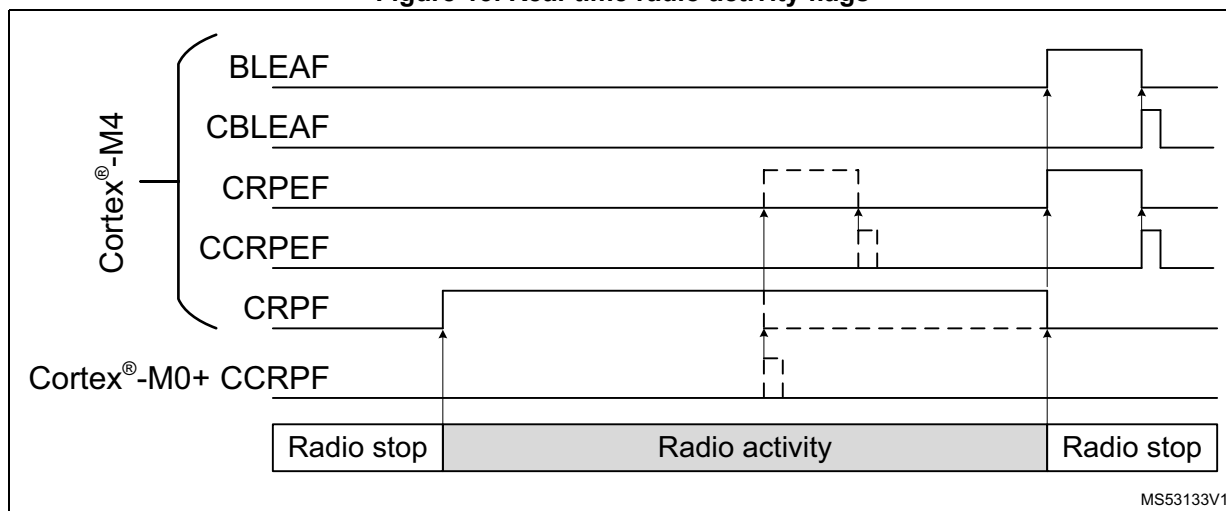 Figure Real-time radio activity flags
BLEAF
CBLEAF
CRPEF
CCRPEF
CRPF
Cortex®-M4
Cortex®-M0+ CCRPF
Radio stop Radio activity Radio stop
MS53133V1